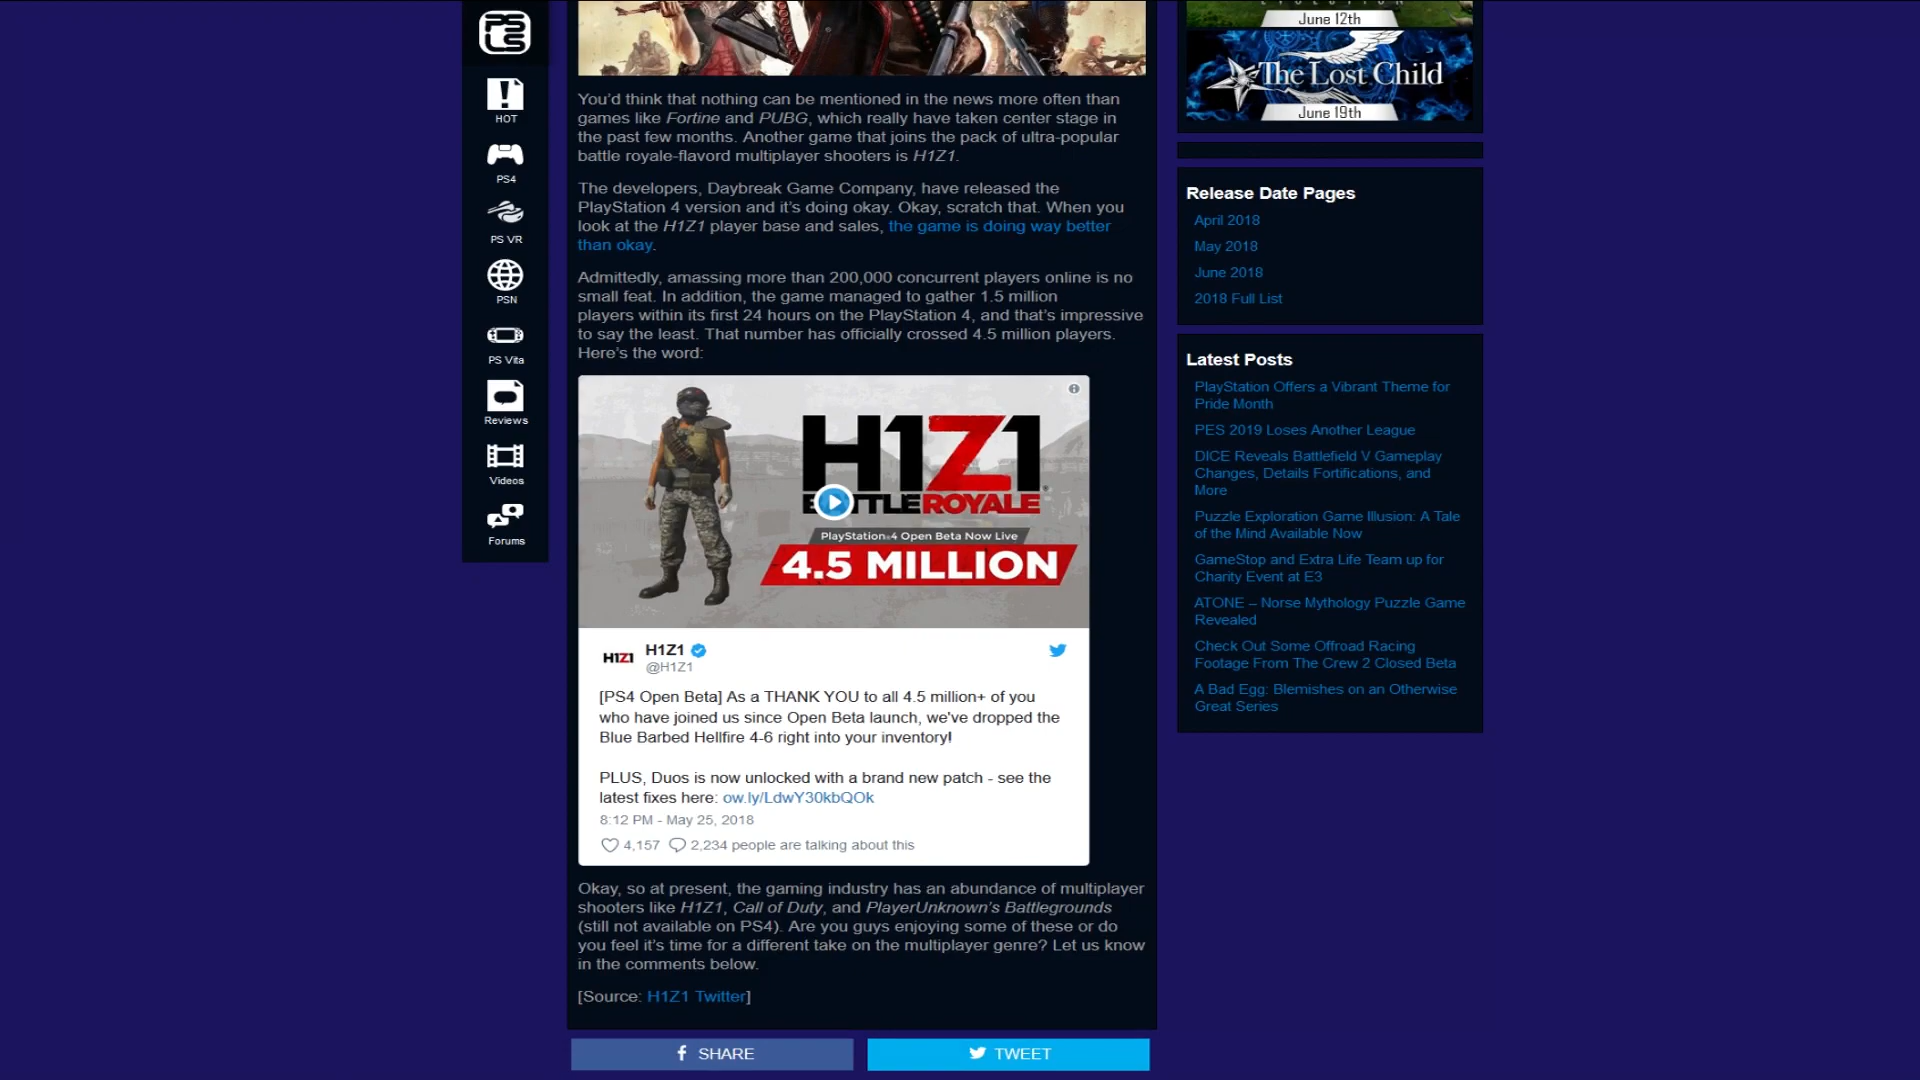 HOT
PS4
PS VR
PSN
PS Vita
Reviews
Videos
Forums
You'd think that nothing can be mentioned in the news more often than
games like Fortine and PUBG, which really have taken center stage in
the past few months. Another game that joins the pack of ultra-popular
battle royale-flavord multiplayer shooters is H1Z1.
The developers, Daybreak Game Company, have released the
PlayStation 4 version and it's doing okay. Okay, scratch that. When you
look at the H1Z1 player base and sales, the game is doing way better
than okay.
Admittedly, amassing more than 200,000 concurrent players online is no
small feat. In addition, the game managed to gather 1.5 million
players within its first 24 hours on the PlayStation 4, and that's impressive
to say the least. That number has officially crossed 4.5 million players.
Here's the word:
H1Z1
BATTLEROYALE
PlayStation®4 Open Beta Now Live
4.5 MILLION
H1Z1
H1Z1
@H1Z1
[PS4 Open Beta] As a THANK YOU to all 4.5 million+ of you
who have joined us since Open Beta launch, we've dropped the
Blue Barbed Hellfire 4-6 right into your inventory!
PLUS, Duos is now unlocked with a brand new patch - see the
latest fixes here: ow.ly/LdwY30kbQOk
8:12 PM - May 25, 2018
4,157 2,234 people are talking about this
Okay, so at present, the gaming industry has an abundance of multiplayer
shooters like H1Z1, Call of Duty, and PlayerUnknown's Battlegrounds
(still not available on PS4). Are you guys enjoying some of these or do
you feel it's time for a different take on the multiplayer genre? Let us know
in the comments below.
[Source: H1Z1 Twitter]
SHARE
TWEET
June 12th
The Lost Child
June 19th
Release Date Pages
April 2018
May 2018
June 2018
2018 Full List
Latest Posts
PlayStation Offers a Vibrant Theme for
Pride Month
PES 2019 Loses Another League
DICE Reveals Battlefield V Gameplay
Changes, Details Fortifications, and
More
Puzzle Exploration Game Illusion: A Tale
of the Mind Available Now
GameStop and Extra Life Team up for
Charity Event at E3
ATONE – Norse Mythology Puzzle Game
Revealed
Check Out Some Offroad Racing
Footage From The Crew 2 Closed Beta
A Bad Egg: Blemishes on an Otherwise
Great Series